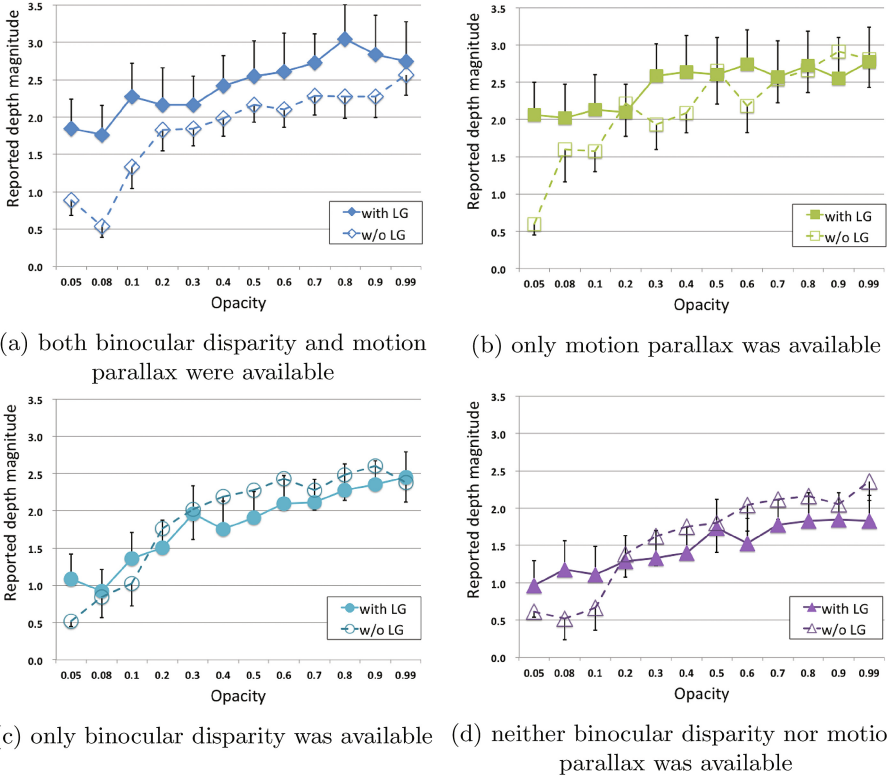 Reported depth magnitude
3.5
3.0
2.5
2.0
1.5
1.0
0.5
0.0
with LG
w/o LG
0.05 0.08 0.1 0.2 0.3 0.4 0.5 0.6 0.7 0.8 0.9 0.99
Opacity
(a) both binocular disparity and motion
parallax were available
Reported depth magnitude
3.5
3.0
2.5
2.0
1.5
1.0
0.5
0.0
with LG
w/o LG
0.05 0.08 0.1 0.2 0.3 0.4 0.5 0.6 0.7 0.8 0.9 0.99
Opacity
(b) only motion parallax was available
Reported depth magnitude
3.5
3.0
2.5
2.0
1.5
1.0
0.5
0.0
with LG
w/o LG
0.05 0.08 0.1 0.2 0.3 0.4 0.5 0.6 0.7 0.8 0.9 0.99
Opacity
c) only binocular disparity was available
Reported depth magnitude
3.5
3.0
2.5
2.0
1.5
1.0
0.5
0.0
with LG
w/o LG
0.05 0.08 0.1 0.2 0.3 0.4 0.5 0.6 0.7 0.8 0.9 0.99
Opacity
(d) neither binocular disparity nor motio
parallax was available